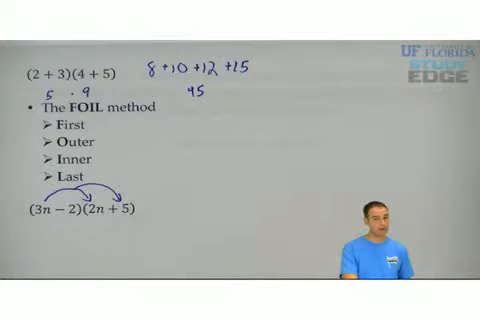 UF FLORIDA
STUDY
EDGE
(2 + 3)(4 + 5) 8 +10 +12 +15
5 · 9 45
• The FOIL method
➢ First
➢ Outer
➢ Inner
➢ Last
(3n − 2)(2n + 5)